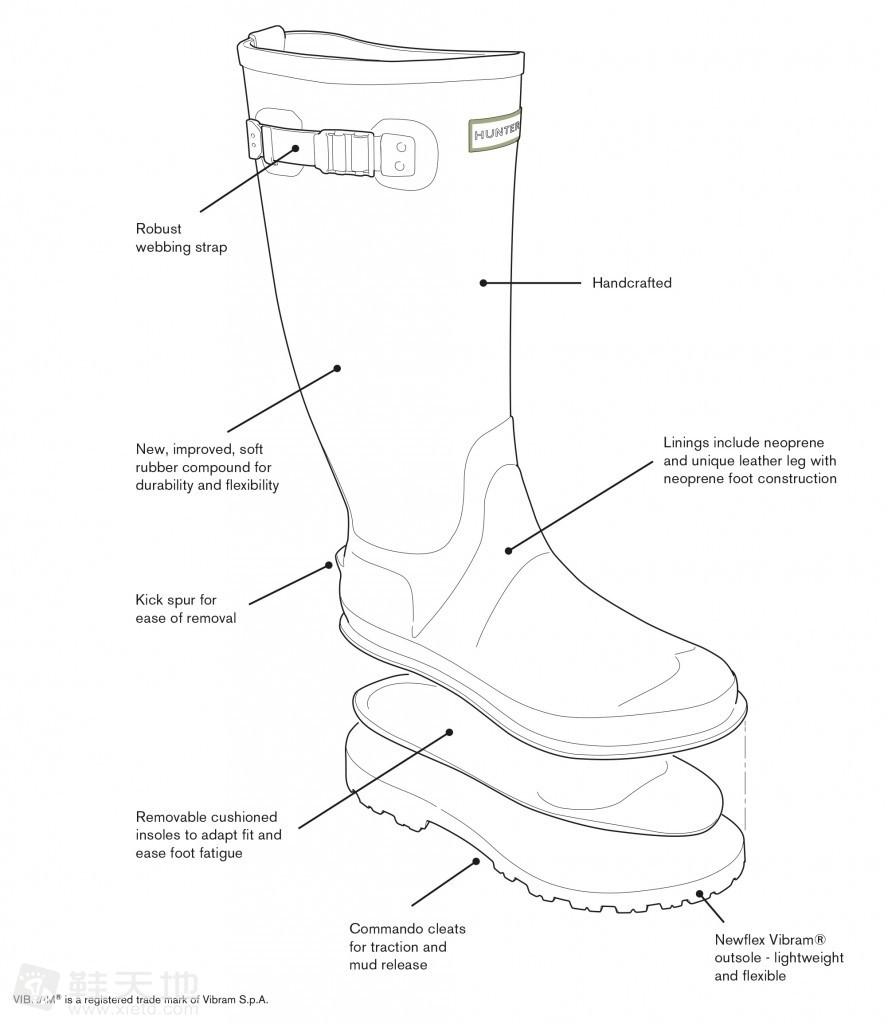 HUNTER
Robust
webbing strap
Handcrafted
New, improved, soft
rubber compound for
durability and flexibility
Linings include neoprene
and unique leather leg with
neoprene foot construction
Kick spur for
ease of removal
Removable cushioned
insoles to adapt fit and
ease foot fatigue
Commando cleats
for traction and
mud release
Newflex Vibram®
outsole - lightweight
and flexible
鞋天地
www.xietd.com
VIBRAM® is a registered trade mark of Vibram S.p.A.